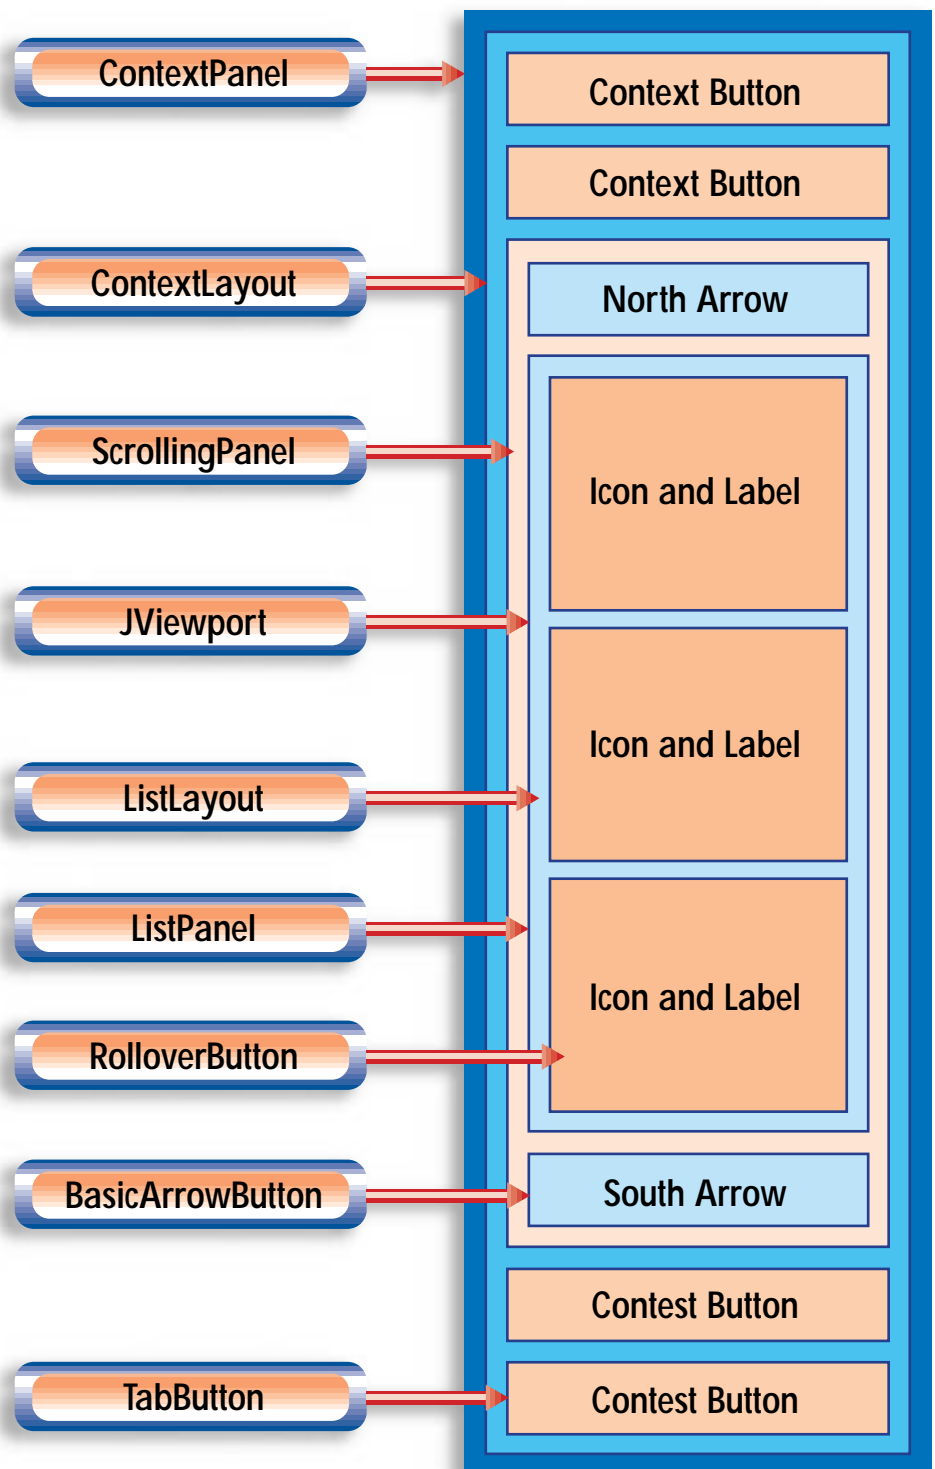 ContextPanel
ContextLayout
ScrollingPanel
JViewport
ListLayout
ListPanel
RolloverButton
BasicArrowButton
TabButton
Context Button
Context Button
North Arrow
Icon and Label
Icon and Label
Icon and Label
South Arrow
Contest Button
Contest Button